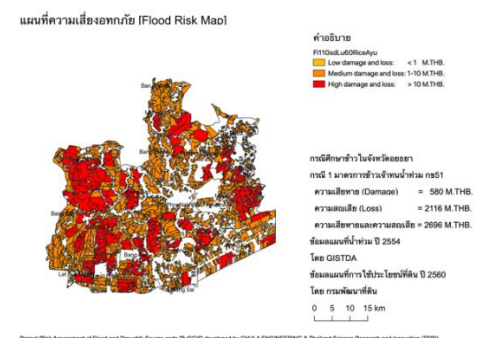 แผนที่ความเสี่ยงอุทกภัย [Flood Risk Map]
คำอธิบาย
Fl11GsdLu60RiceAyu
Low damage and loss: < 1 M.THB.
Medium damage and loss: 1-10 M.THB.
High damage and loss: > 10 M.THB.
กรณีศึกษาข้าวในจังหวัดอยุธยา
กรณี 1 มาตรการข้าวเจ้าทนน้ำท่วม กข51
ความเสียหาย (Damage) = 580 M.THB.
ความสูญเสีย (Loss) = 2116 M.THB.
ความเสียหายและความสูญเสีย = 2696 M.THB.
ข้อมูลแผนที่น้ำท่วม ปี 2554
โดย GISTDA
ข้อมูลแผนที่การใช้ประโยชน์ที่ดิน ปี 2560
โดย กรมพัฒนาที่ดิน
0 5 10 15 km